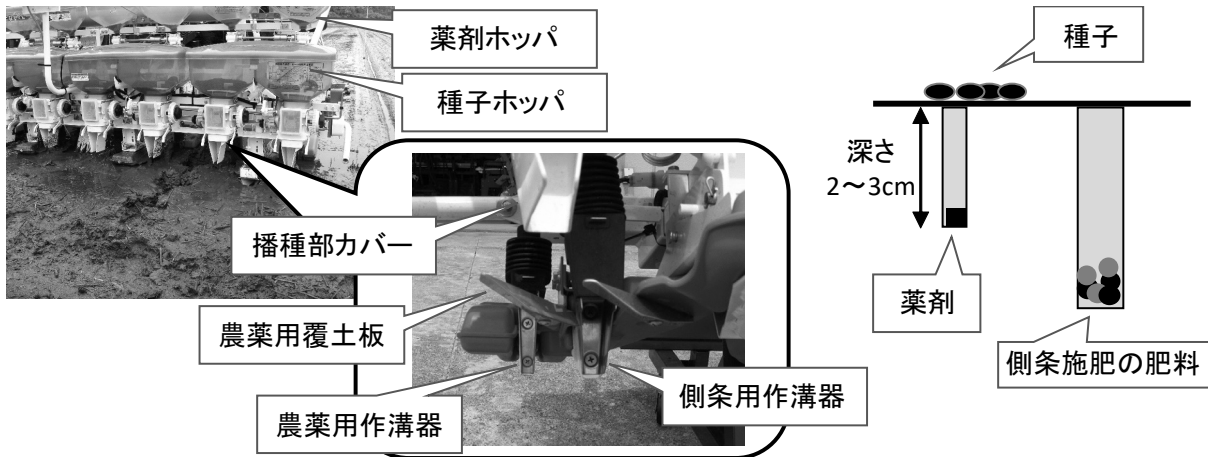 薬剤ホッパ
種子ホッパ
播種部カバー
農薬用覆土板
農薬用作溝器
側条用作溝器
種子
深さ
2～3cm
薬剤
側条施肥の肥料